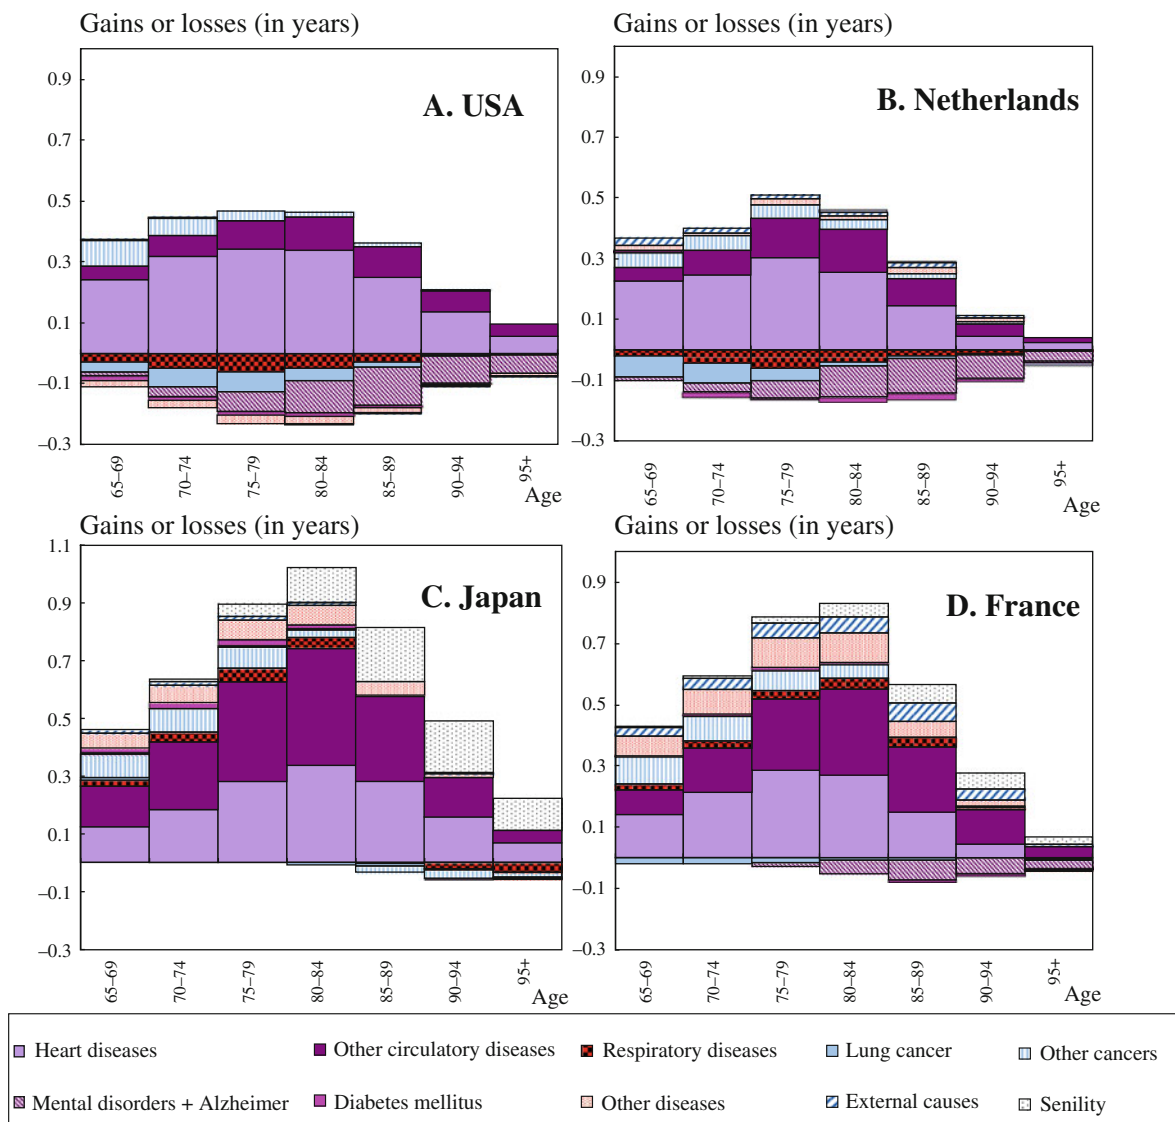 Gains or losses (in years)
A. USA
0.9
0.7
0.5
0.3
0.1
−0.1
−0.3
65–69
70–74
75–79
80–84
85–89
90–94
95+
Age
Gains or losses (in years)
B. Netherlands
0.9
0.7
0.5
0.3
0.1
−0.1
−0.3
65–69
70–74
75–79
80–84
85–89
90–94
95+
Age
Gains or losses (in years)
C. Japan
1.1
0.9
0.7
0.5
0.3
0.1
−0.1
−0.3
65–69
70–74
75–79
80–84
85–89
90–94
95+
Age
Gains or losses (in years)
D. France
0.9
0.7
0.5
0.3
0.1
−0.1
−0.3
65–69
70–74
75–79
80–84
85–89
90–94
95+
Age
Heart diseases
Other circulatory diseases
Respiratory diseases
Lung cancer
Other cancers
Mental disorders + Alzheimer
Diabetes mellitus
Other diseases
External causes
Senility